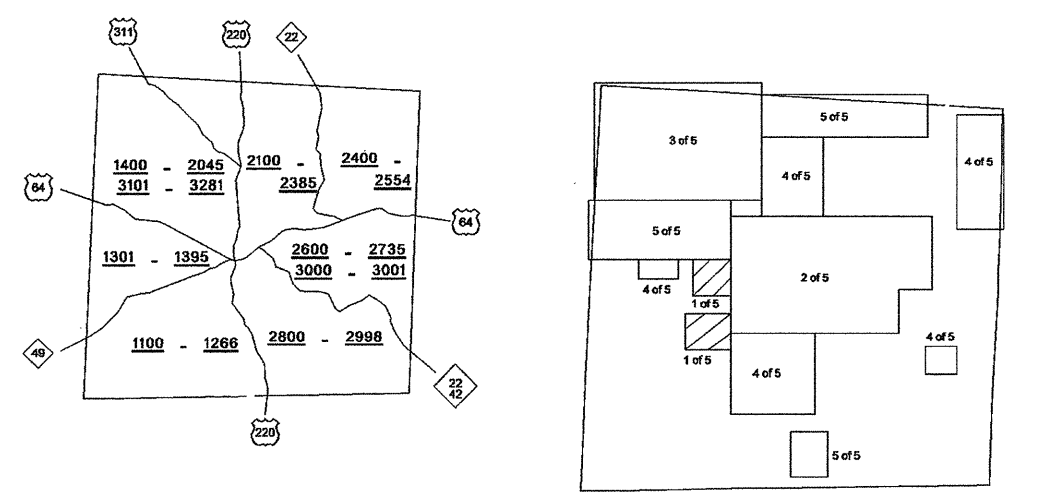 311
220
22
1400 - 2045
3101 - 3281
2100 -
2385
2400 -
2554
64
64
1301 - 1395
2600 - 2735
3000 - 3001
49
1100 - 1266
2800 - 2998
22
42
220
3 of 5
5 of 5
4 of 5
4 of 5
5 of 5
2 of 5
4 of 5
1 of 5
1 of 5
4 of 5
4 of 5
5 of 5